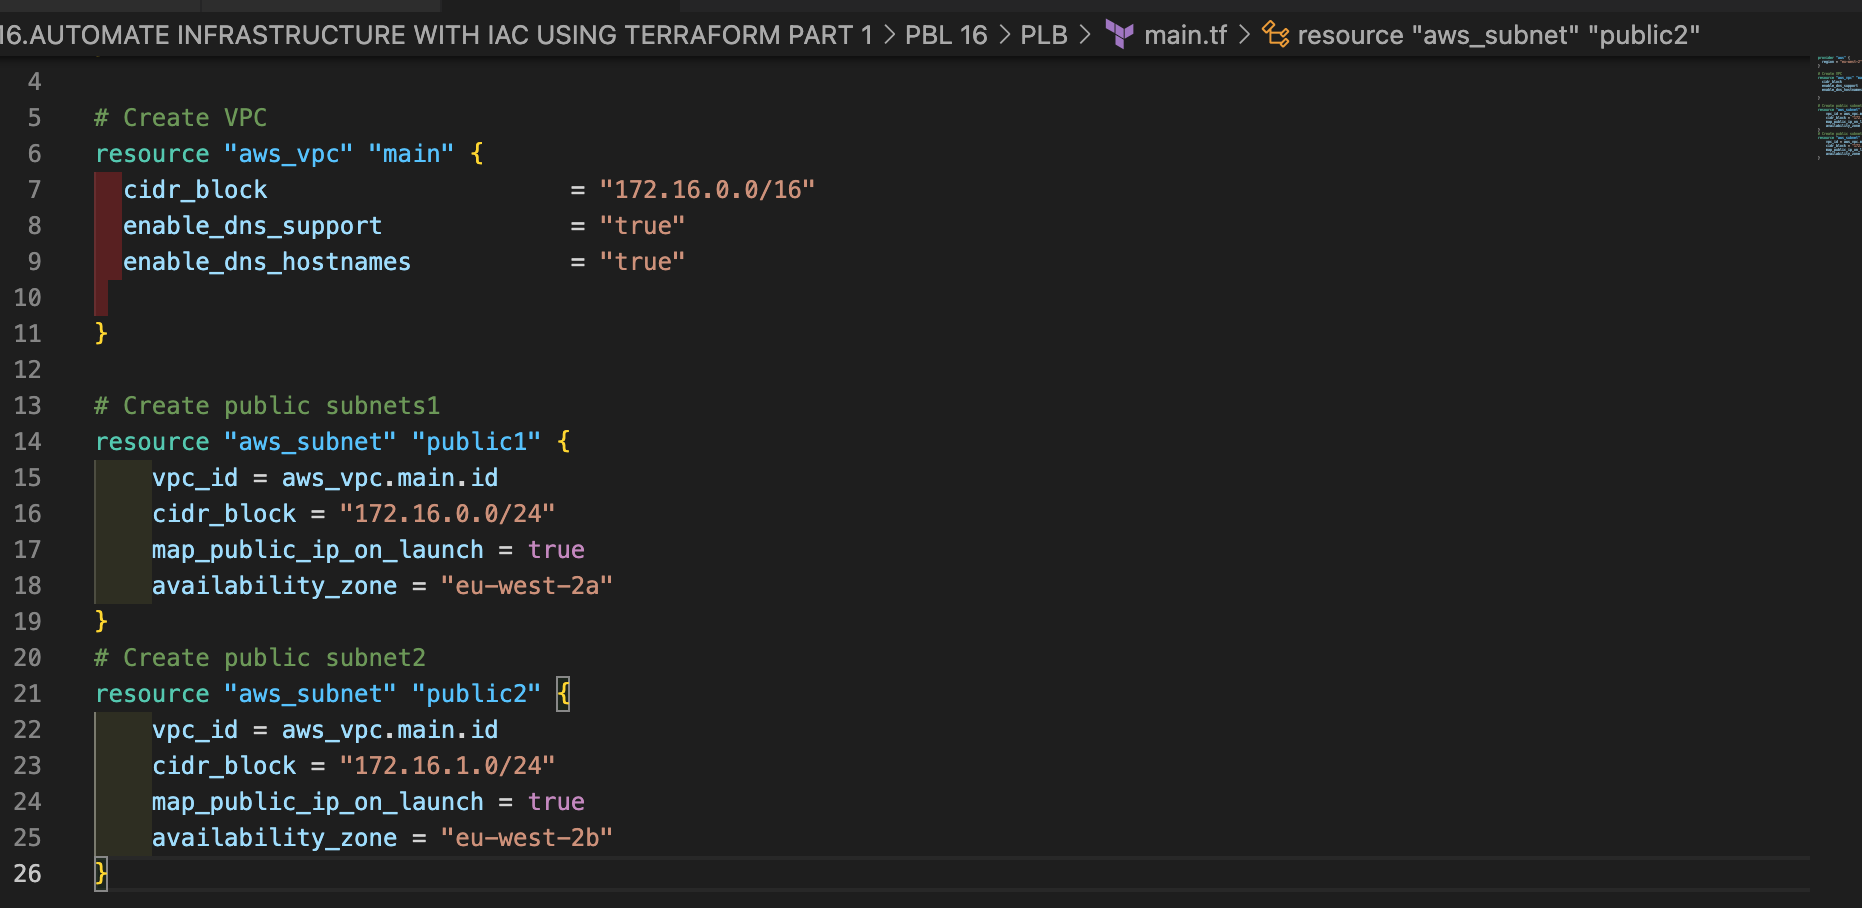 16.AUTOMATE INFRASTRUCTURE WITH IAC USING TERRAFORM PART 1 > PBL 16 > PLB > main.tf > resource "aws_subnet" "public2"
4
5 # Create VPC
6 resource "aws_vpc" "main" {
7 cidr_block = "172.16.0.0/16"
8 enable_dns_support = "true"
9 enable_dns_hostnames = "true"
10
11 }
12
13 # Create public subnets1
14 resource "aws_subnet" "public1" {
15 vpc_id = aws_vpc.main.id
16 cidr_block = "172.16.0.0/24"
17 map_public_ip_on_launch = true
18 availability_zone = "eu-west-2a"
19 }
20 # Create public subnet2
21 resource "aws_subnet" "public2" {
22 vpc_id = aws_vpc.main.id
23 cidr_block = "172.16.1.0/24"
24 map_public_ip_on_launch = true
25 availability_zone = "eu-west-2b"
26 }